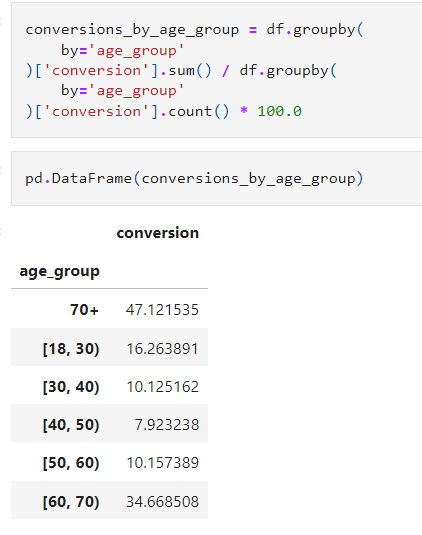 conversions_by_age_group = df.groupby(
    by='age_group'
)['conversion'].sum() / df.groupby(
    by='age_group'
)['conversion'].count() * 100.0
pd.DataFrame(conversions_by_age_group)
conversion
age_group
70+ 47.121535
[18, 30) 16.263891
[30, 40) 10.125162
[40, 50) 7.923238
[50, 60) 10.157389
[60, 70) 34.668508